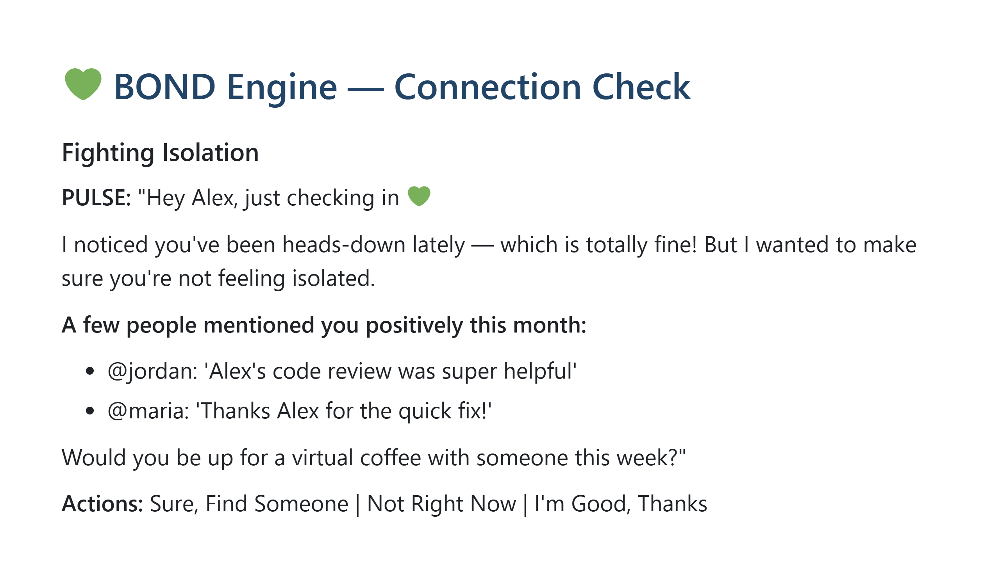 💚 BOND Engine — Connection Check
Fighting Isolation
PULSE: "Hey Alex, just checking in 💚
I noticed you've been heads-down lately — which is totally fine! But I wanted to make
sure you're not feeling isolated.
A few people mentioned you positively this month:
• @jordan: 'Alex's code review was super helpful'
• @maria: 'Thanks Alex for the quick fix!'
Would you be up for a virtual coffee with someone this week?"
Actions: Sure, Find Someone | Not Right Now | I'm Good, Thanks